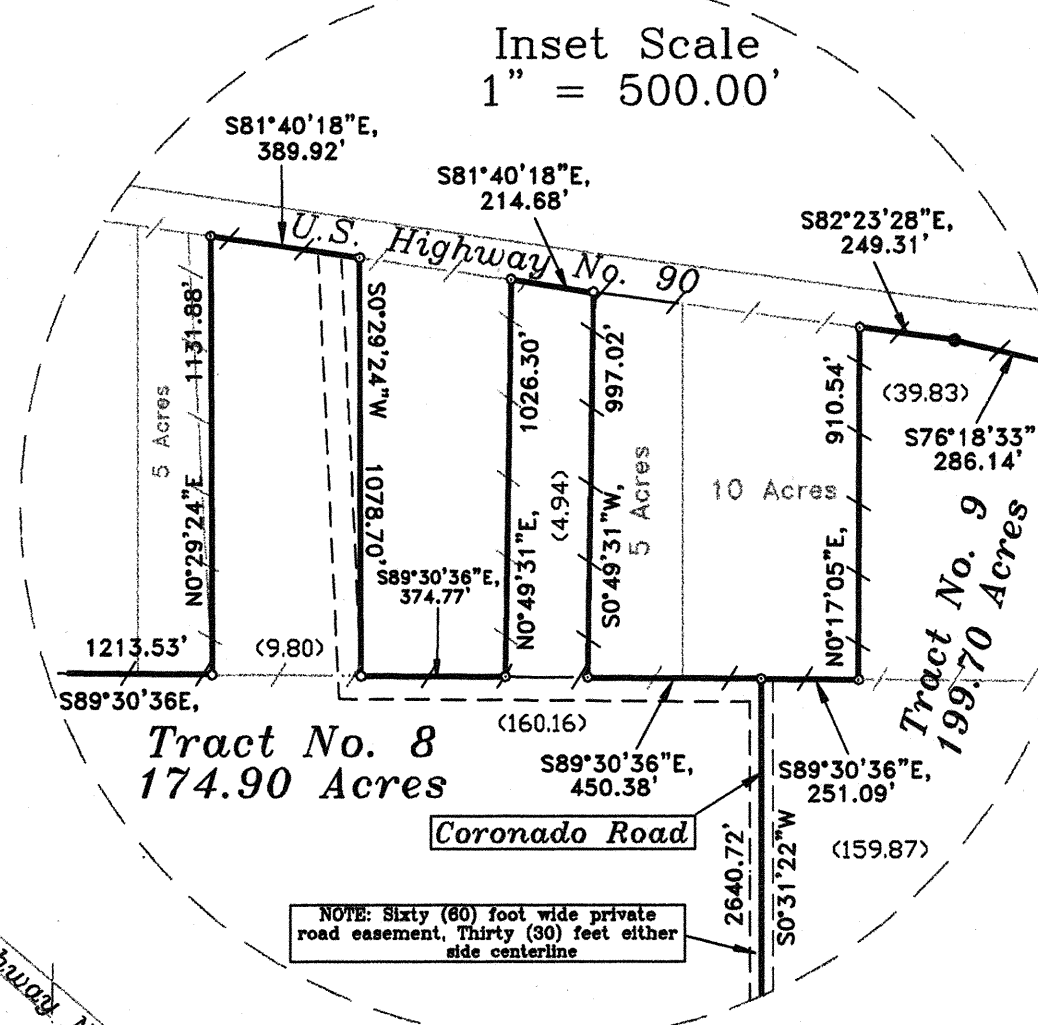 Inset Scale
1" = 500.00'
S81°40'18"E,
389.92'
S81°40'18"E,
214.68'
S82°23'28"E,
249.31'
U.S. Highway No. 90
1131.88'
N0°29'24"E
5 Acres
S0°29'24"W
1078.70'
1026.30'
N0°49'31"E,
(4.94)
997.02'
S0°49'31"W,
5 Acres
10 Acres
910.54'
N0°17'05"E,
(39.83)
S76°18'33"
286.14'
Tract No. 9
199.70 Acres
S89°30'36"E,
374.77'
1213.53'
S89°30'36E,
(9.80)
(160.16)
Tract No. 8
174.90 Acres
S89°30'36"E,
450.38'
S89°30'36"E,
251.09'
Coronado Road
2640.72'
S0°31'22"W
(159.87)
NOTE: Sixty (60) foot wide private
road easement, Thirty (30) feet either
side centerline